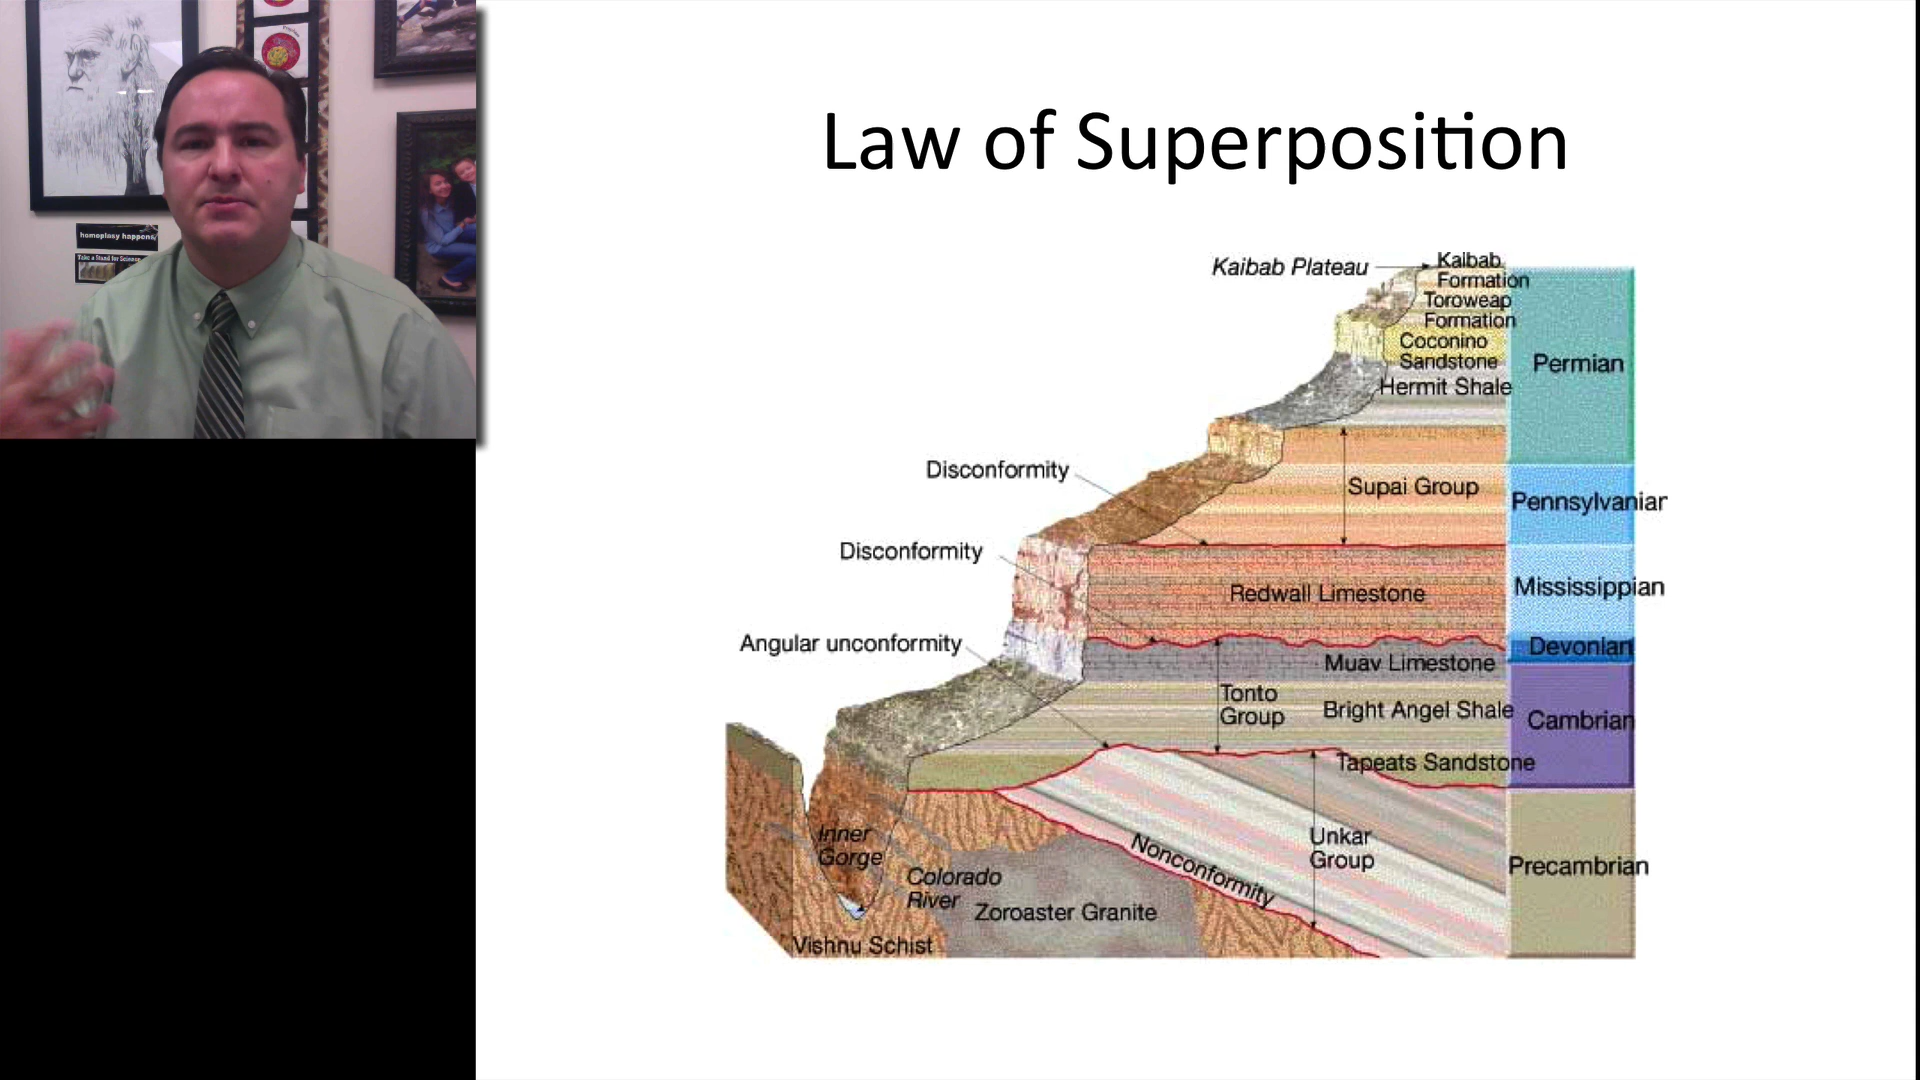 homoplasy happens
Take a Stand for Science
Law of Superposition
Kaibab Plateau
Kaibab
Formation
Toroweap
Formation
Coconino
Sandstone
Hermit Shale
Permian
Disconformity
Supai Group
Pennsylvanian
Disconformity
Redwall Limestone
Mississippian
Angular unconformity
Devonian
Muav Limestone
Tonto
Group
Bright Angel Shale
Cambrian
Tapeats Sandstone
Inner
Gorge
Nonconformity
Unkar
Group
Precambrian
Colorado
River
Zoroaster Granite
Vishnu Schist